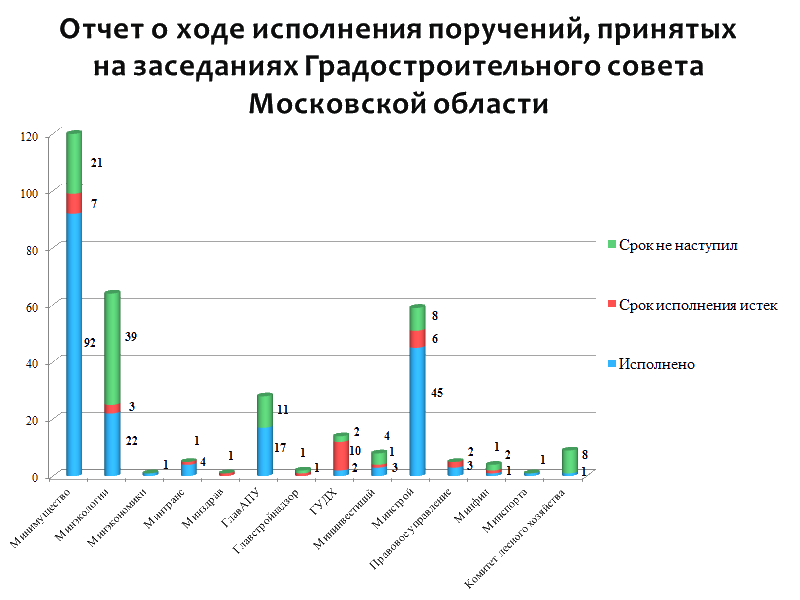 Отчет о ходе исполнения поручений, принятых
на заседаниях Градостроительного совета
Московской области
120
100
80
60
40
20
0
21
7
92
39
3
22
1
1
4
1
11
17
1
1
2
10
2
4
1
3
8
6
45
2
3
1
2
1
1
8
1
Минимущество
Минэкологии
Минэкономики
Минтранс
Минздрав
ГлавАПУ
Главстройнадзор
ГУДХ
Мининвестиций
Минстрой
Правовое управление
Минфин
Минспорта
Комитет лесного хозяйства
Срок не наступил
Срок исполнения истек
Исполнено